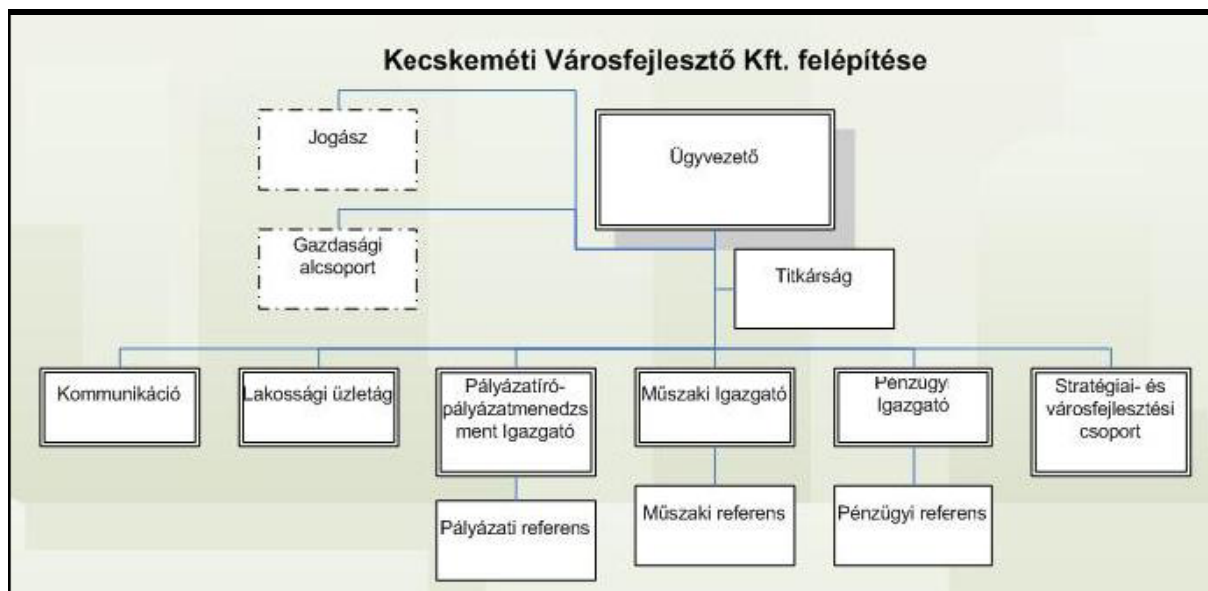 Kecskeméti Városfejlesztő Kft. felépítése
Jogász
Ügyvezető
Gazdasági
alcsoport
Titkárság
Kommunikáció
Lakossági üzletág
Pályázatíró-
pályázatmenedzs
ment Igazgató
Műszaki Igazgató
Pénzügyi
Igazgató
Stratégiai- és
városfejlesztési
csoport
Pályázati referens
Műszaki referens
Pénzügyi referens